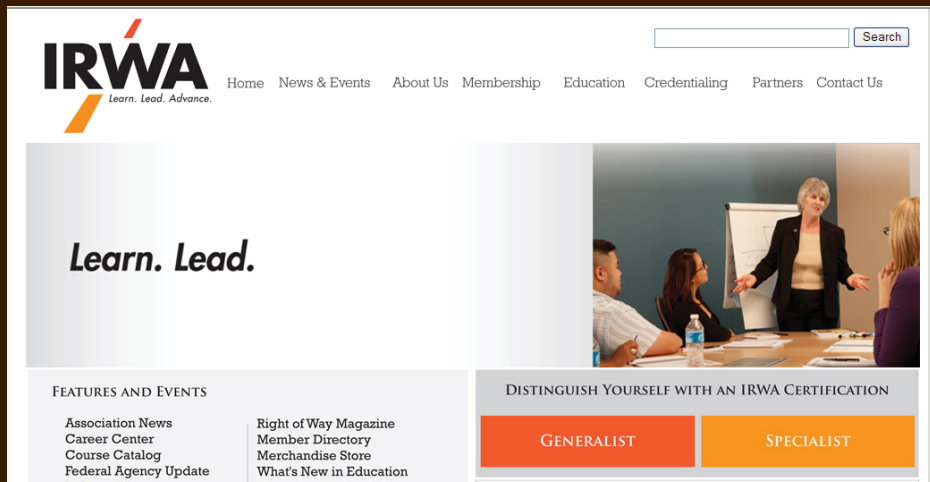 Search
IRWA
Learn. Lead. Advance.
Home News & Events About Us Membership Education Credentialing Partners Contact Us
Learn. Lead.
FEATURES AND EVENTS
Association News
Career Center
Course Catalog
Federal Agency Update
Right of Way Magazine
Member Directory
Merchandise Store
What's New in Education
DISTINGUISH YOURSELF WITH AN IRWA CERTIFICATION
GENERALIST
SPECIALIST